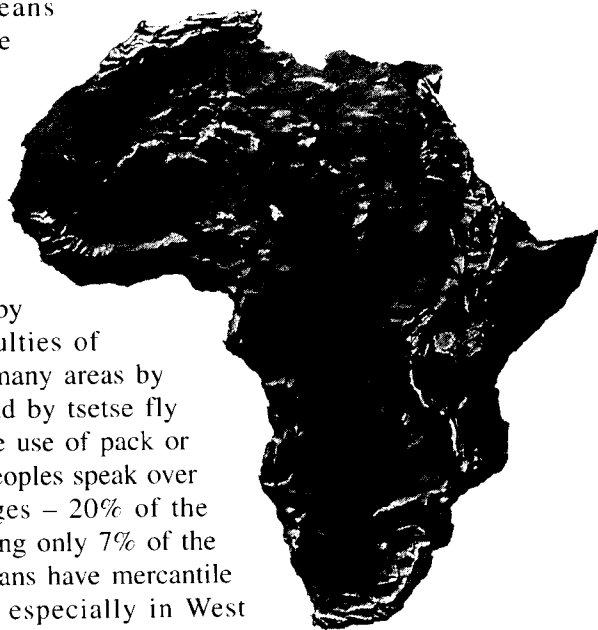 eans
e
by
ulties of
many areas by
d by tsetse fly
e use of pack or
eoples speak over
ges – 20% of the
ng only 7% of the
ans have mercantile
especially in West